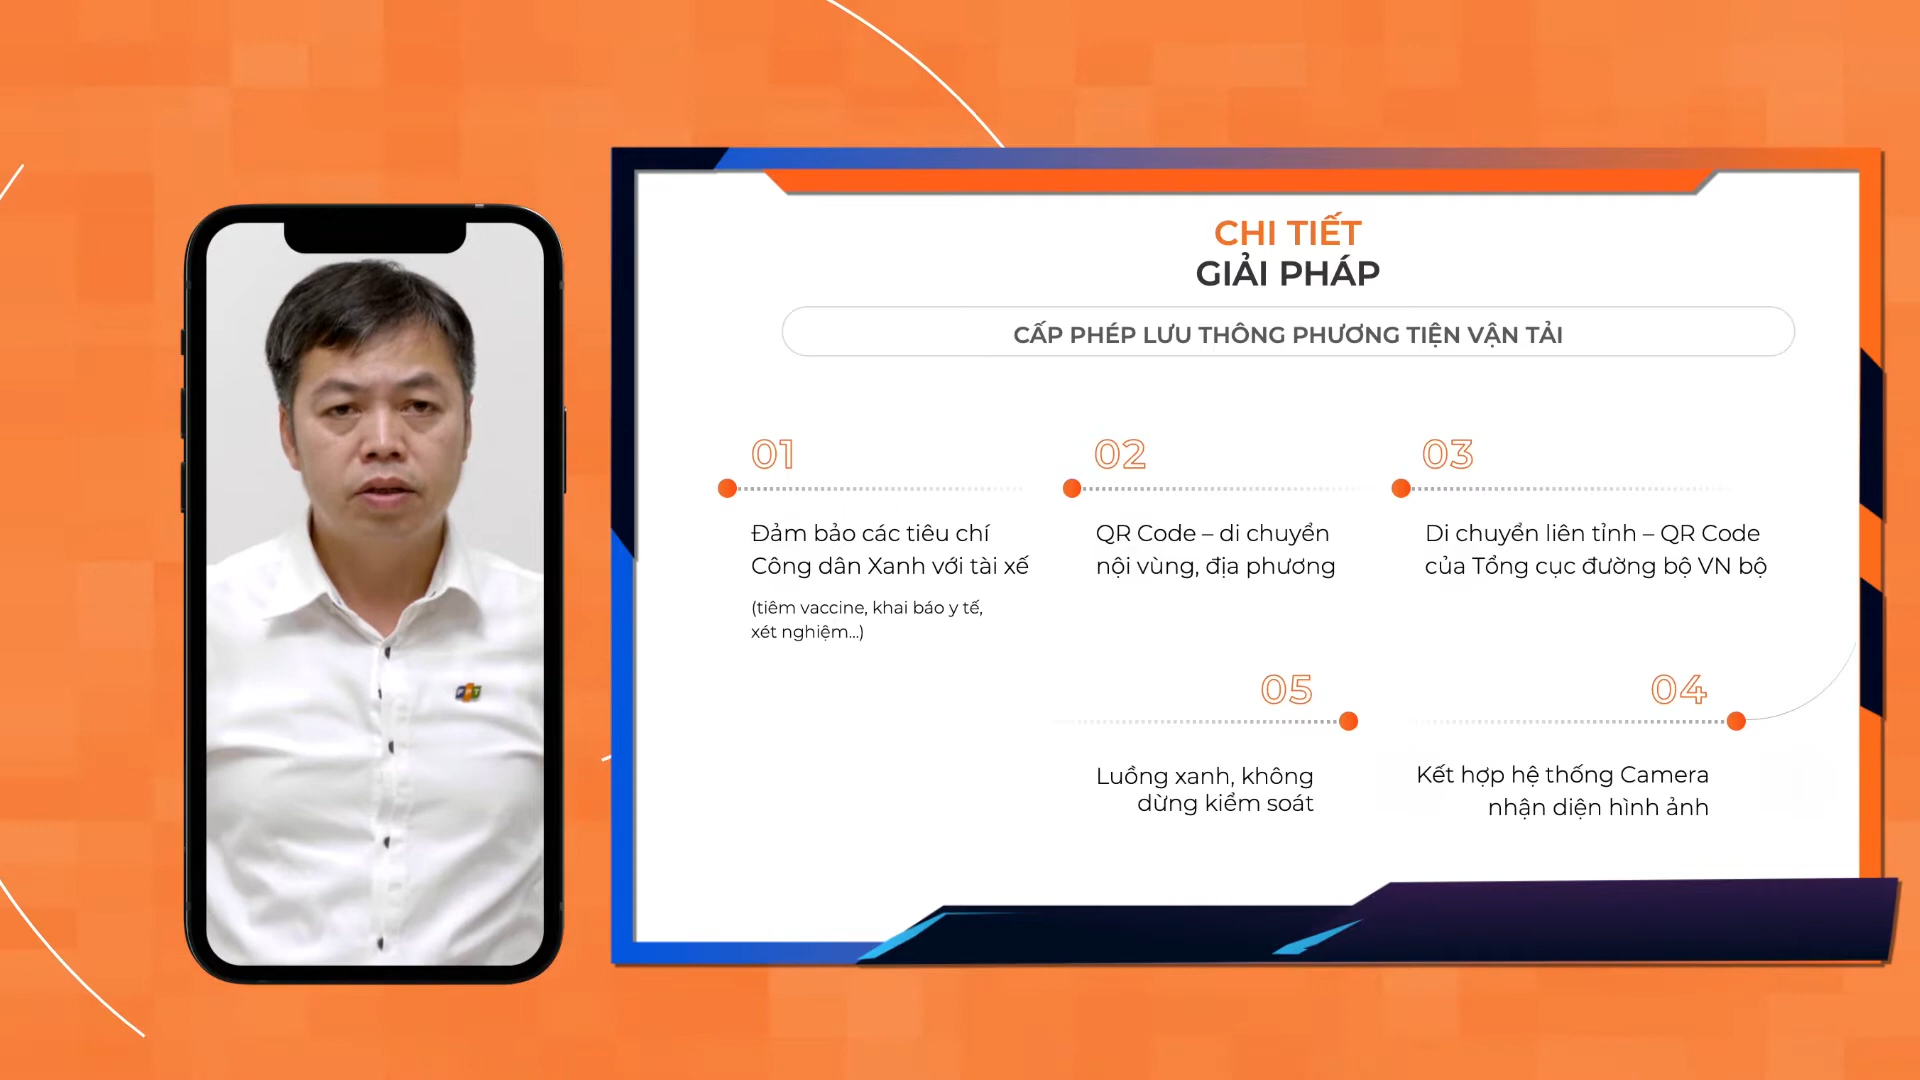 CHI TIẾT
GIẢI PHÁP
CẤP PHÉP LƯU THÔNG PHƯƠNG TIỆN VẬN TẢI
01
Đảm bảo các tiêu chí
Công dân Xanh với tài xế
(tiêm vaccine, khai báo y tế,
xét nghiệm...)
02
QR Code – di chuyển
nội vùng, địa phương
03
Di chuyển liên tỉnh – QR Code
của Tổng cục đường bộ VN bộ
04
Kết hợp hệ thống Camera
nhận diện hình ảnh
05
Luồng xanh, không
dừng kiểm soát
FPT